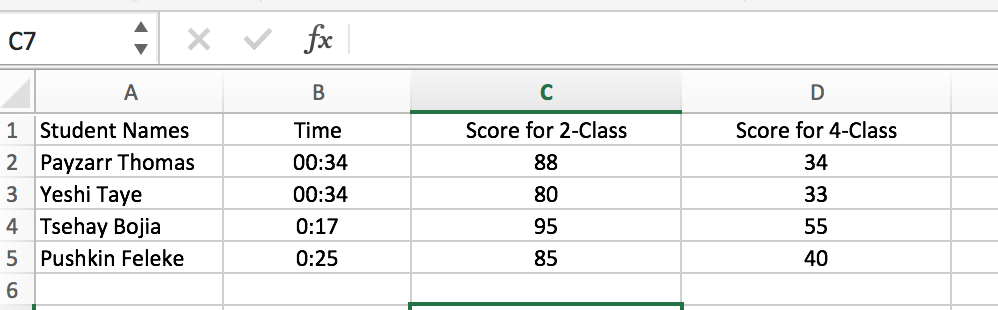 C7 fx
A B C D
1 Student Names Time Score for 2-Class Score for 4-Class
2 Payzarr Thomas 00:34 88 34
3 Yeshi Taye 00:34 80 33
4 Tsehay Bojia 0:17 95 55
5 Pushkin Feleke 0:25 85 40
6